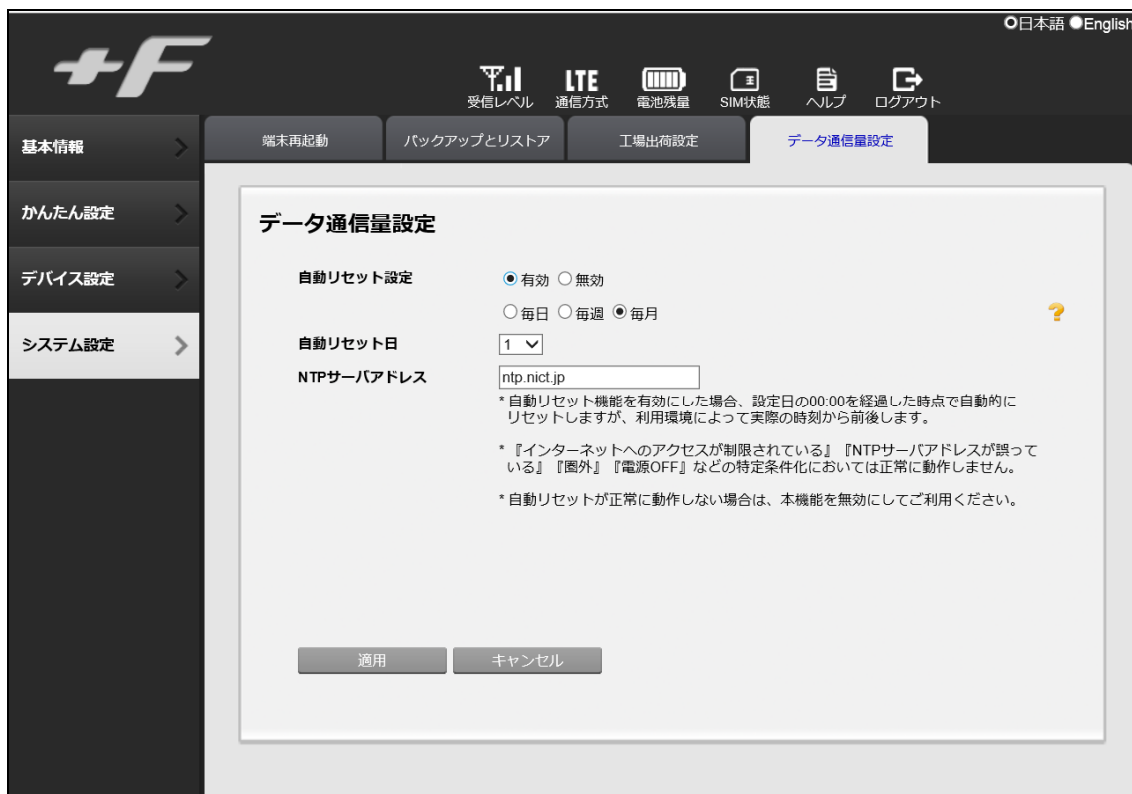 日本語 English
+F
LTE
受信レベル 通信方式 電池残量 SIM状態 ヘルプ ログアウト
基本情報
かんたん設定
デバイス設定
システム設定
端末再起動 バックアップとリストア 工場出荷設定 データ通信量設定
データ通信量設定
自動リセット設定 有効 無効
毎日 毎週 毎月
?
自動リセット日 1
NTPサーバアドレス ntp.nict.jp
* 自動リセット機能を有効にした場合、設定日の00:00を経過した時点で自動的に
リセットしますが、利用環境によって実際の時刻から前後します。
* 『インターネットへのアクセスが制限されている』『NTPサーバアドレスが誤って
いる』『圏外』『電源OFF』などの特定条件化においては正常に動作しません。
* 自動リセットが正常に動作しない場合は、本機能を無効にしてご利用ください。
適用 キャンセル